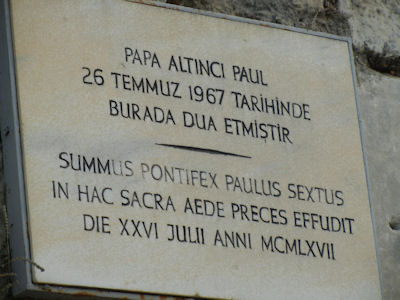 PAPA ALTINCI PAUL
26 TEMMUZ 1967 TARİHİNDE
BURADA DUA ETMİŞTİR
SUMMUS PONTIFEX PAULUS SEXTUS
IN HAC SACRA AEDE PRECES EFFUDIT
DIE XXVI JULII ANNI MCMLXVII